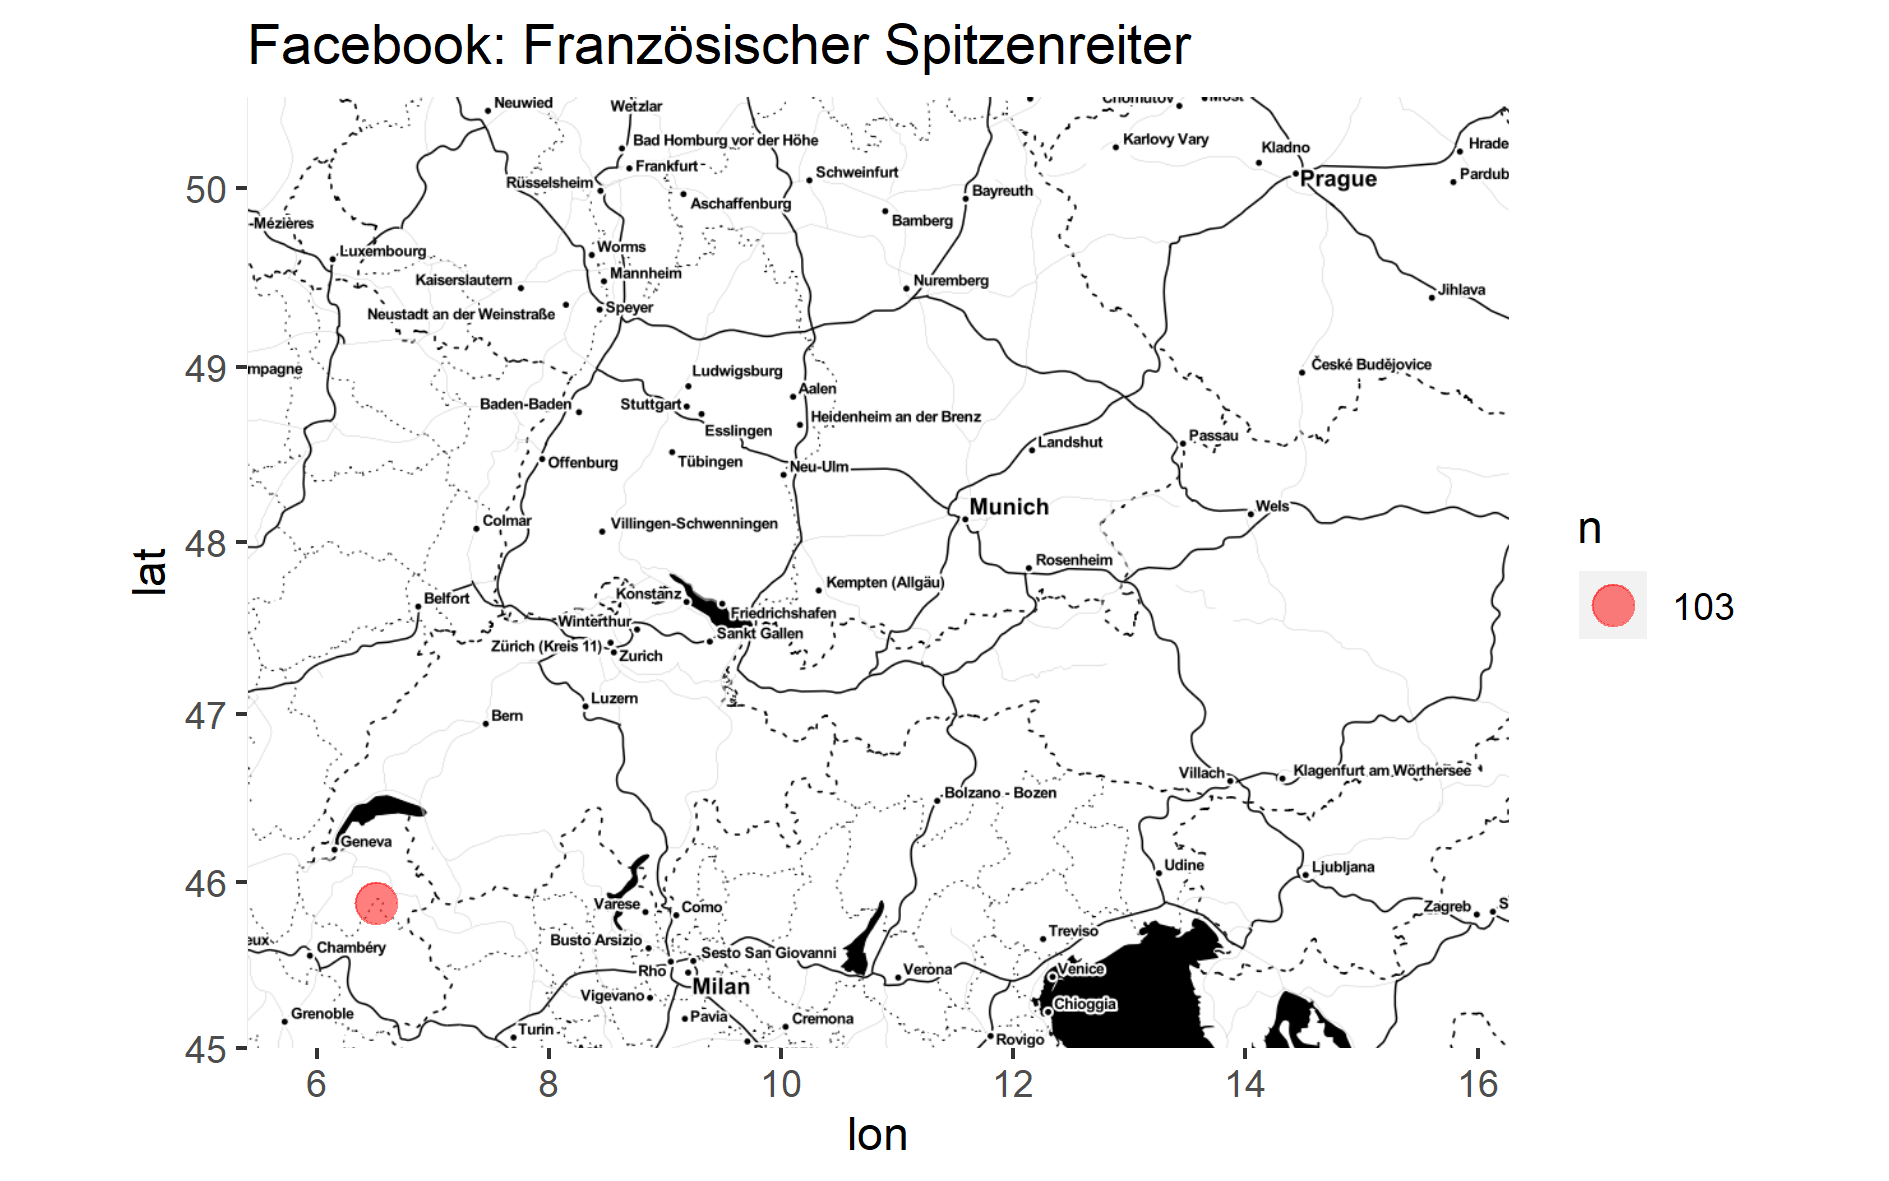 Facebook: Französischer Spitzenreiter
Neuwied
Wetzlar
Chomutov
Most
Bad Homburg vor der Höhe
Karlovy Vary
Kladno
Hrade
Frankfurt
Schweinfurt
Prague
Pardub
Rüsselsheim
Aschaffenburg
Bayreuth
50
-Mézières
Bamberg
Luxembourg
Worms
Mannheim
Kaiserslautern
Nuremberg
Jihlava
Neustadt an der Weinstraße
Speyer
49
mpagne
Ludwigsburg
České Budějovice
Aalen
Baden-Baden
Stuttgart
Heidenheim an der Brenz
Esslingen
Landshut
Passau
Offenburg
Tübingen
Neu-Ulm
Munich
Wels
Colmar
Villingen-Schwenningen
n
48
lat
Rosenheim
Kempten (Allgäu)
Belfort
Konstanz
Friedrichshafen
103
Winterthur
Sankt Gallen
Zürich (Kreis 11)
Zurich
Luzern
47
Bern
Villach
Klagenfurt am Wörthersee
Bolzano - Bozen
Geneva
Udine
Ljubljana
46
Varese
Como
Zagreb
S
Treviso
eux
Chambéry
Busto Arsizio
Sesto San Giovanni
Rho
Verona
Venice
Milan
Vigevano
Chioggia
Grenoble
Pavia
Cremona
Turin
Rovigo
45
6
8
10
12
14
16
lon